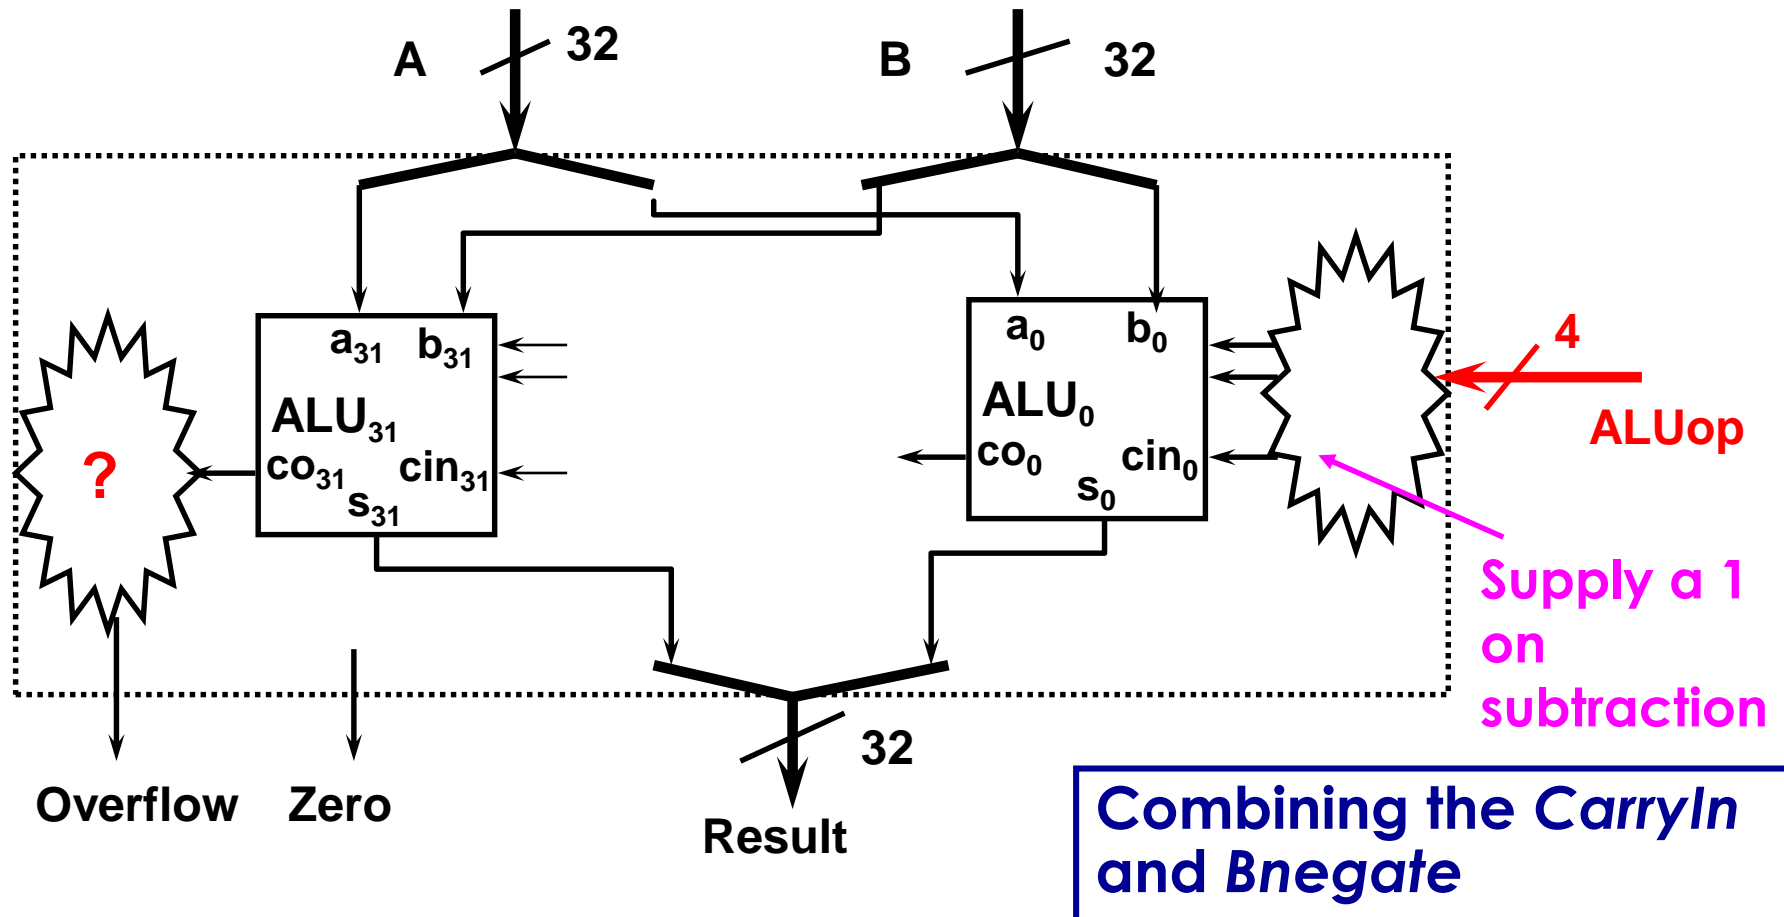 A 32 B 32
a31 b31
ALU31
co31 cin31
s31
?
a0 b0
ALU0
co0 cin0
s0
4
ALUop
Supply a 1
on
subtraction
32
Overflow Zero
Result
Combining the CarryIn
and Bnegate